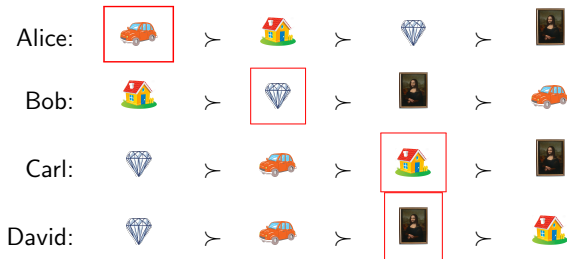 Alice: ≻ ≻ ≻
Bob: ≻ ≻ ≻
Carl: ≻ ≻ ≻
David: ≻ ≻ ≻